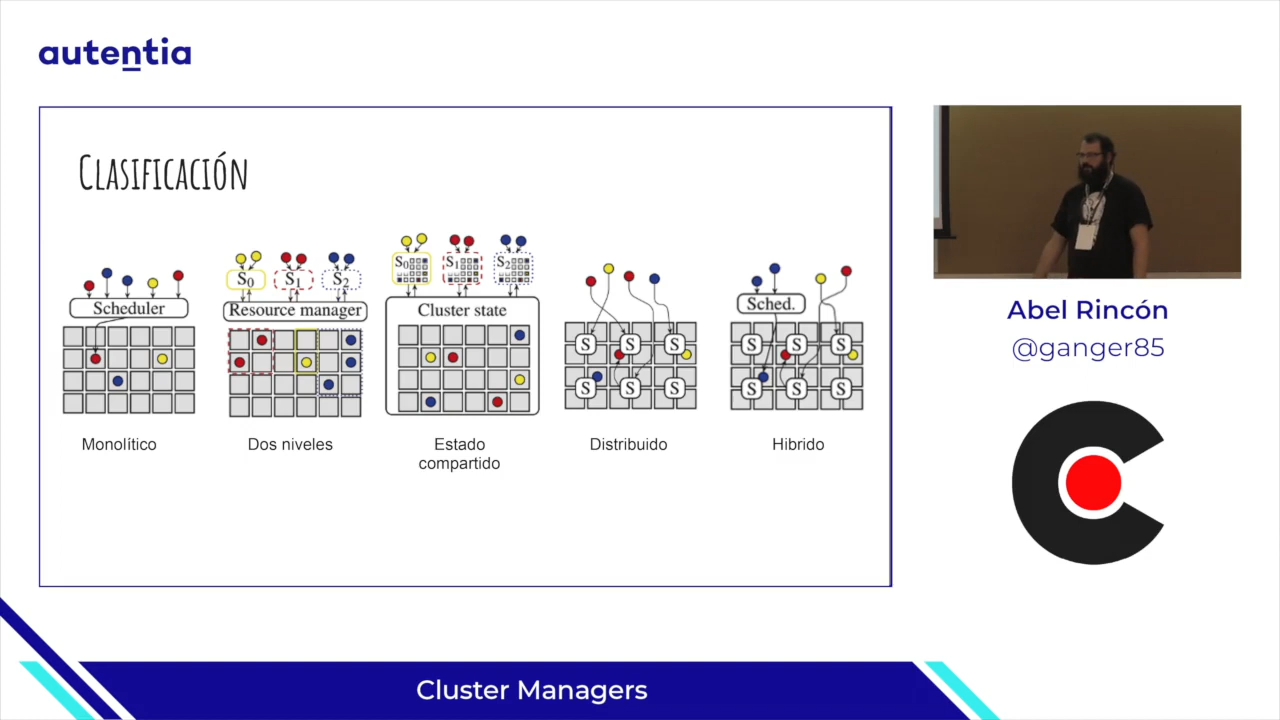 autentia
Clasificación
Scheduler
Monolítico
S0
S1
S2
Resource manager
Dos niveles
S0
S1
S2
Cluster state
Estado
compartido
S
S
S
S
S
S
Distribuido
Sched.
S
S
S
S
S
S
Hibrido
Abel Rincón
@ganger85
Cluster Managers